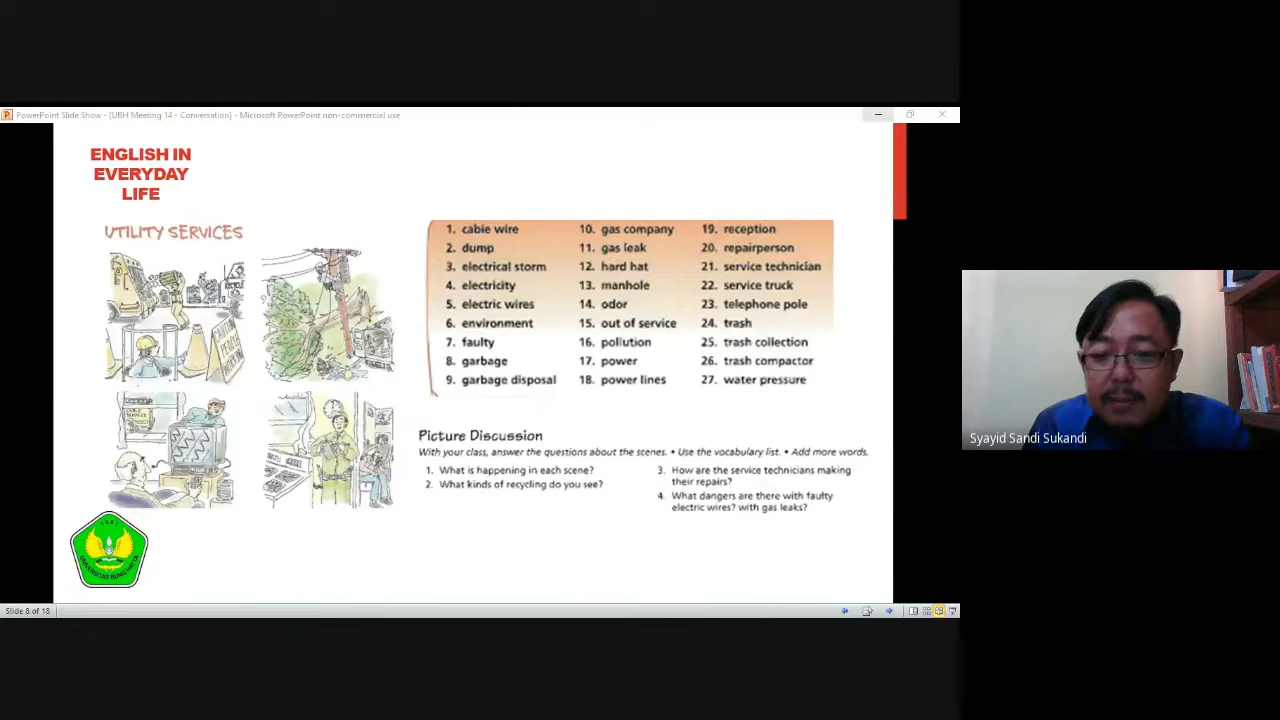 PowerPoint Slide Show - [UBH Meeting 14 - Conversation] - Microsoft PowerPoint non-commercial use
ENGLISH IN
EVERYDAY
LIFE
UTILITY SERVICES
1. cable wire
2. dump
3. electrical storm
4. electricity
5. electric wires
6. environment
7. faulty
8. garbage
9. garbage disposal
10. gas company
11. gas leak
12. hard hat
13. manhole
14. odor
15. out of service
16. pollution
17. power
18. power lines
19. reception
20. repairperson
21. service technician
22. service truck
23. telephone pole
24. trash
25. trash collection
26. trash compactor
27. water pressure
Picture Discussion
With your class, answer the questions about the scenes. • Use the vocabulary list. • Add more words.
1. What is happening in each scene?
2. What kinds of recycling do you see?
3. How are the service technicians making
their repairs?
4. What dangers are there with faulty
electric wires? with gas leaks?
1981
UNIVERSITAS BUNG HATTA
Slide 8 of 18
Syayid Sandi Sukandi